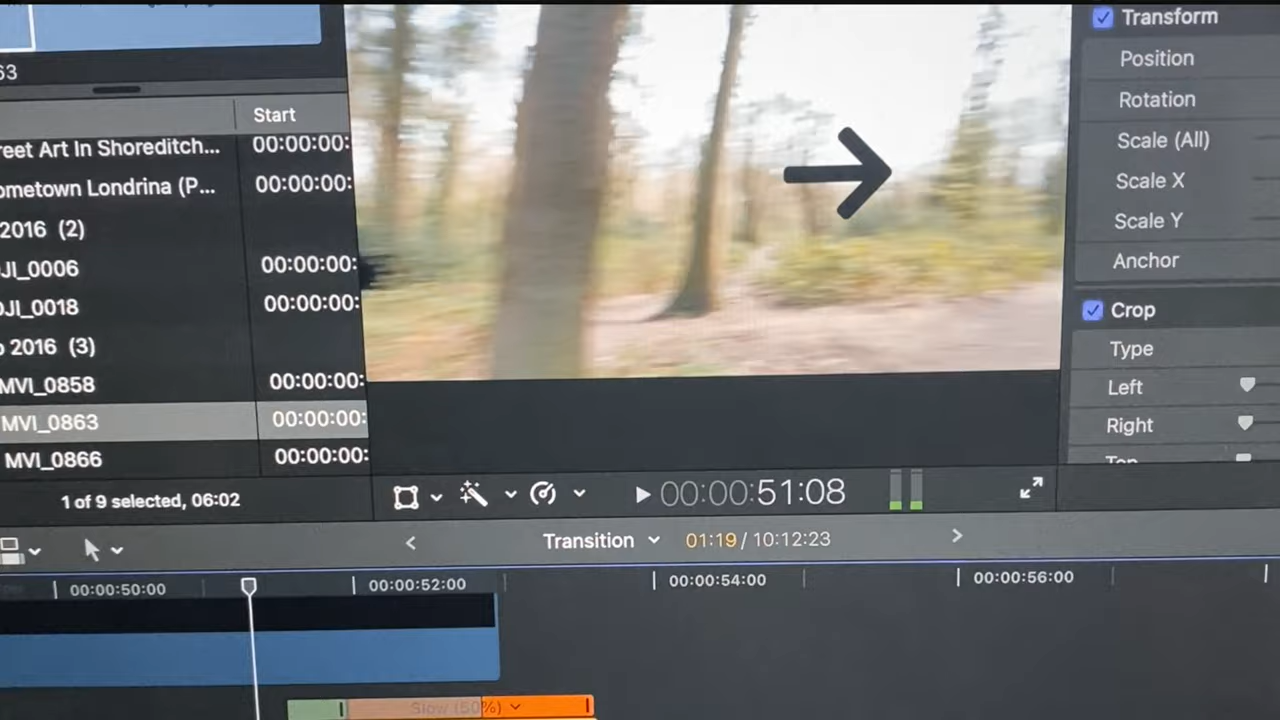 63
Start
reet Art In Shoreditch... 00:00:00:
ometown Londrina (P... 00:00:00:
2016 (2)
JI_0006 00:00:00:
JI_0018 00:00:00:
2016 (3)
MVI_0858 00:00:00:
MVI_0863 00:00:00:
MVI_0866 00:00:00:
1 of 9 selected, 06:02
00:00:51:08
Transform
Position
Rotation
Scale (All)
Scale X
Scale Y
Anchor
Crop
Type
Left
Right
Top
Transition 01:19 / 10:12:23
00:00:50:00 00:00:52:00 00:00:54:00 00:00:56:00
Slow (50%)